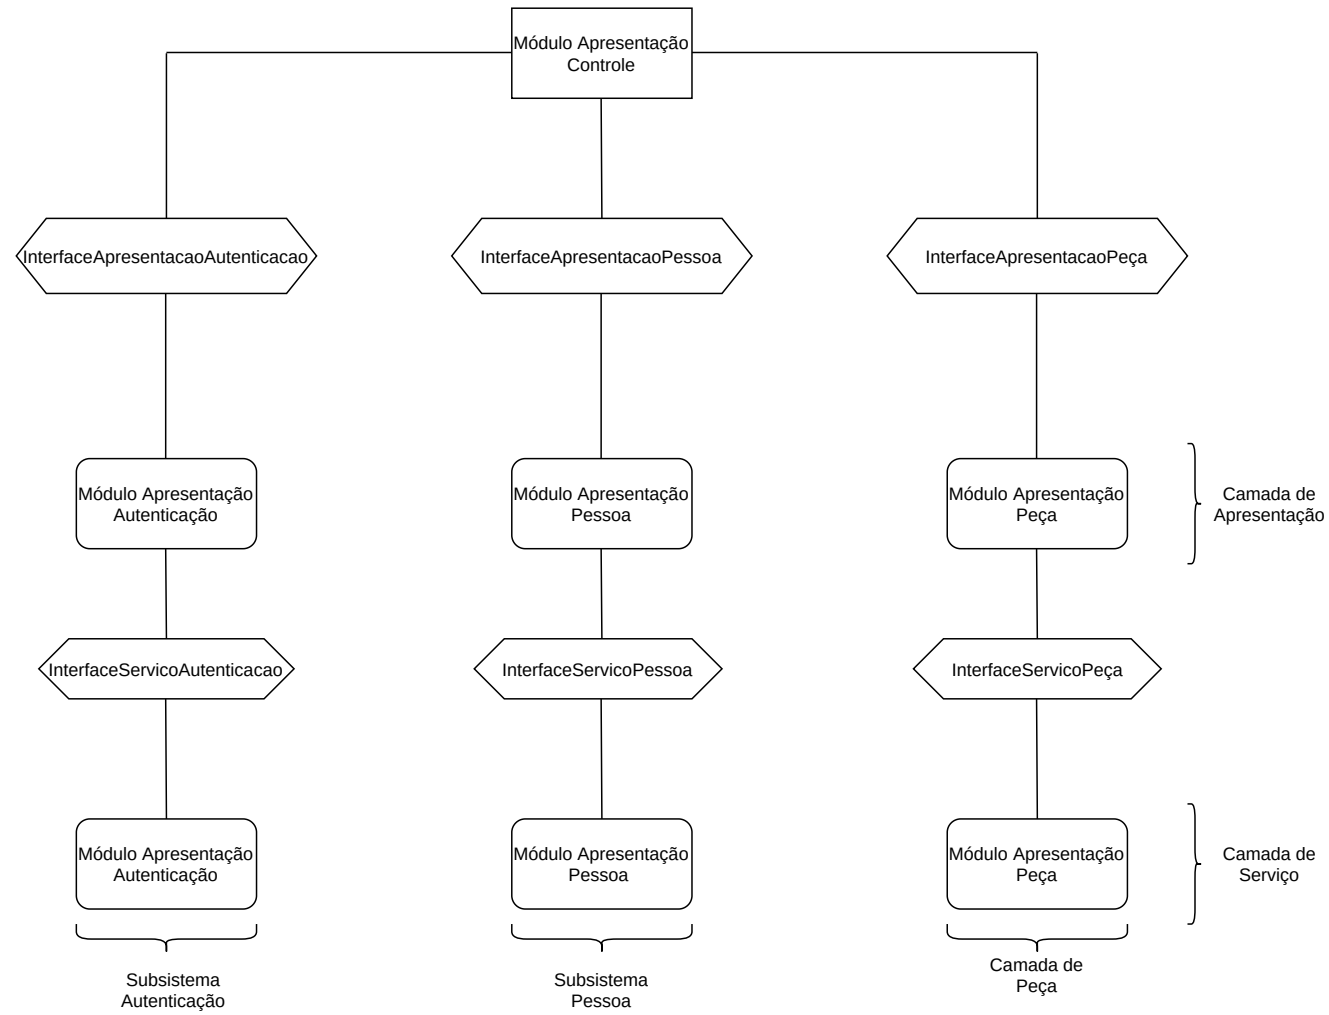 Módulo Apresentação
Controle
InterfaceApresentacaoAutenticacao
InterfaceApresentacaoPessoa
InterfaceApresentacaoPeça
Módulo Apresentação
Autenticação
Módulo Apresentação
Pessoa
Módulo Apresentação
Peça
Camada de
Apresentação
InterfaceServicoAutenticacao
InterfaceServicoPessoa
InterfaceServicoPeça
Módulo Apresentação
Autenticação
Módulo Apresentação
Pessoa
Módulo Apresentação
Peça
Camada de
Serviço
Subsistema
Autenticação
Subsistema
Pessoa
Camada de
Peça